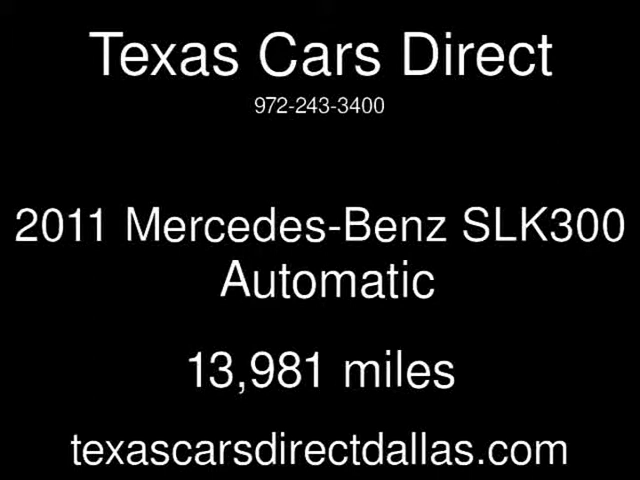 Texas Cars Direct
972-243-3400
2011 Mercedes-Benz SLK300
Automatic
13,981 miles
texascarsdirectdallas.com